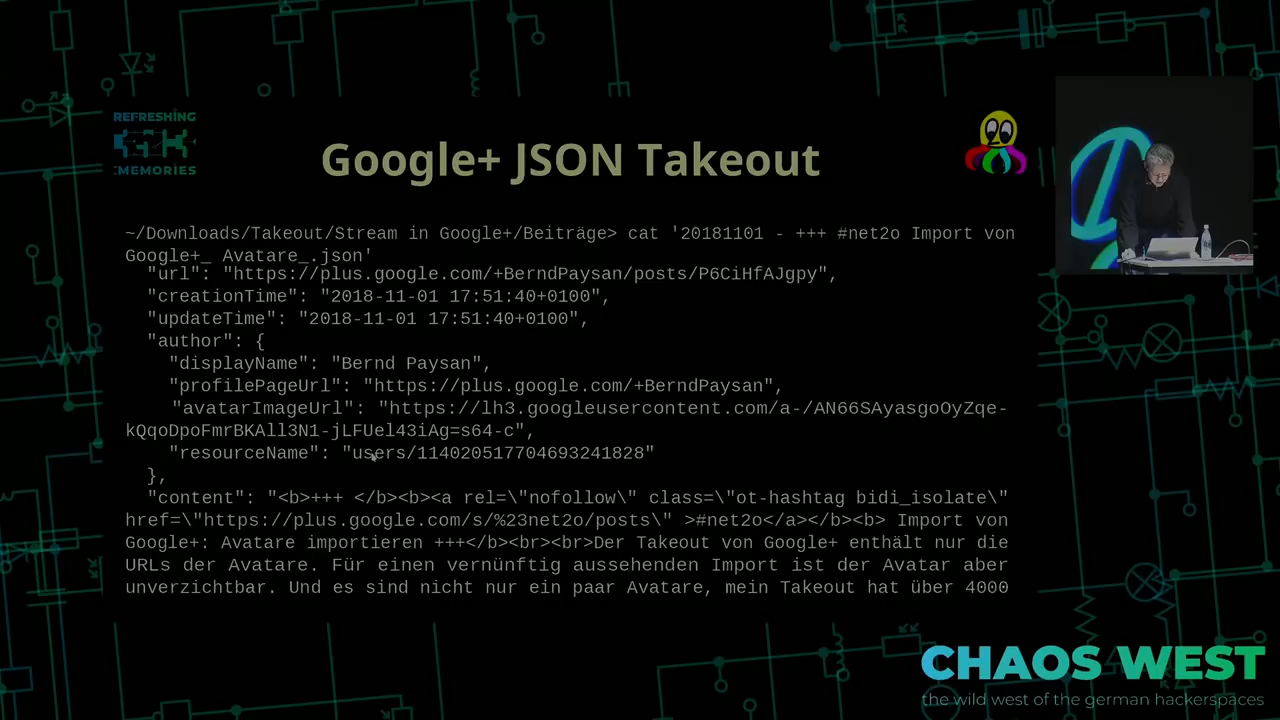 REFRESHING
MEMORIES
Google+ JSON Takeout
~/Downloads/Takeout/Stream in Google+/Beiträge> cat '20181101 - +++ #net2o Import von
Google+_ Avatare_.json'
"url": "https://plus.google.com/+BerndPaysan/posts/P6CiHfAJgpy",
"creationTime": "2018-11-01 17:51:40+0100",
"updateTime": "2018-11-01 17:51:40+0100",
"author": {
"displayName": "Bernd Paysan",
"profilePageUrl": "https://plus.google.com/+BerndPaysan",
"avatarImageUrl": "https://lh3.googleusercontent.com/a-/AN66SAyasgoOyZqe-
kQqoDpoFmrBKAll3N1-jLFUel43iAg=s64-c",
"resourceName": "users/114020517704693241828"
},
"content": "<b>+++ </b><b><a rel=\"nofollow\" class=\"ot-hashtag bidi_isolate\"
href=\"https://plus.google.com/s/%23net2o/posts\" >#net2o</a></b><b> Import von
Google+: Avatare importieren +++</b><br><br>Der Takeout von Google+ enthält nur die
URLs der Avatare. Für einen vernünftig aussehenden Import ist der Avatar aber
unverzichtbar. Und es sind nicht nur ein paar Avatare, mein Takeout hat über 4000
CHAOS WEST
the wild west of the german hackerspaces